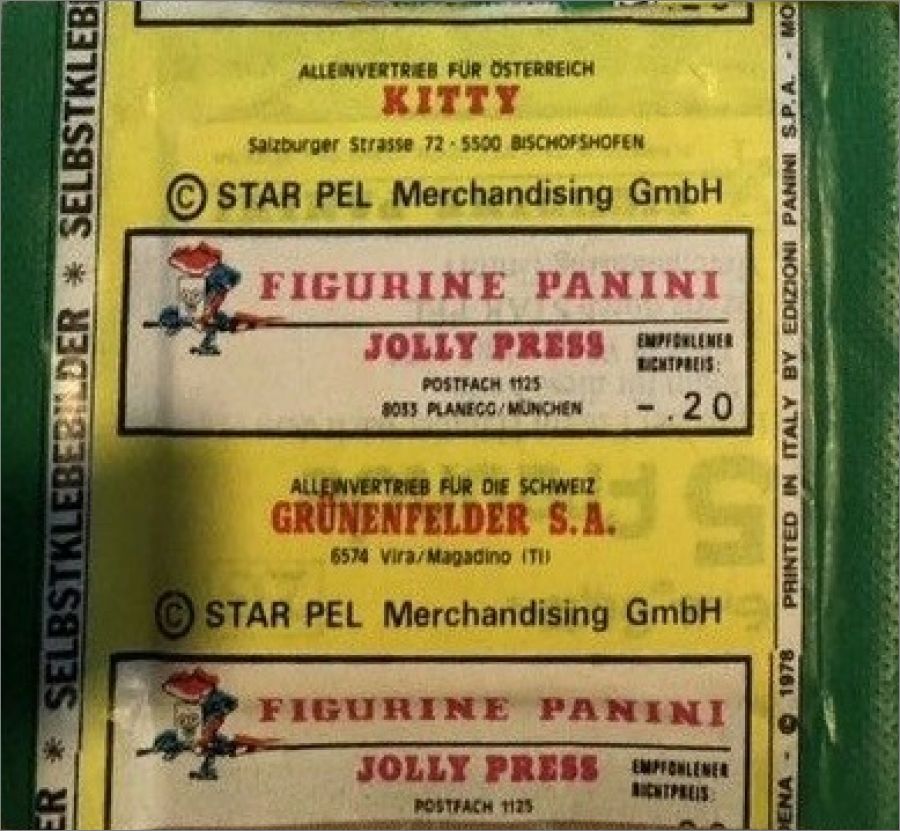 .20
ALLEINVERTRIEB FÜR ÖSTERREICH
KITTY
Salzburger Strasse 72 - 5500 BISCHOFSHOFEN
© STAR PEL Merchandising GmbH
FIGURINE PANINI
JOLLY PRESS
EMPFOHLENER
RICHTPREIS:
POSTFACH 1125
8033 PLANEGG/MÜNCHEN
-.20
ALLEINVERTRIEB FÜR DIE SCHWEIZ
GRÜNENFELDER S.A.
6574 Vira/Magadino (TI)
© STAR PEL Merchandising GmbH
FIGURINE PANINI
JOLLY PRESS
EMPFOHLENER
RICHTPREIS:
POSTFACH 1125
ER * SELBSTKLEBEBILDER * SELBSTKLEB
ENA - © 1978 PRINTED IN ITALY BY EDIZIONI PANINI S.P.A. - MO